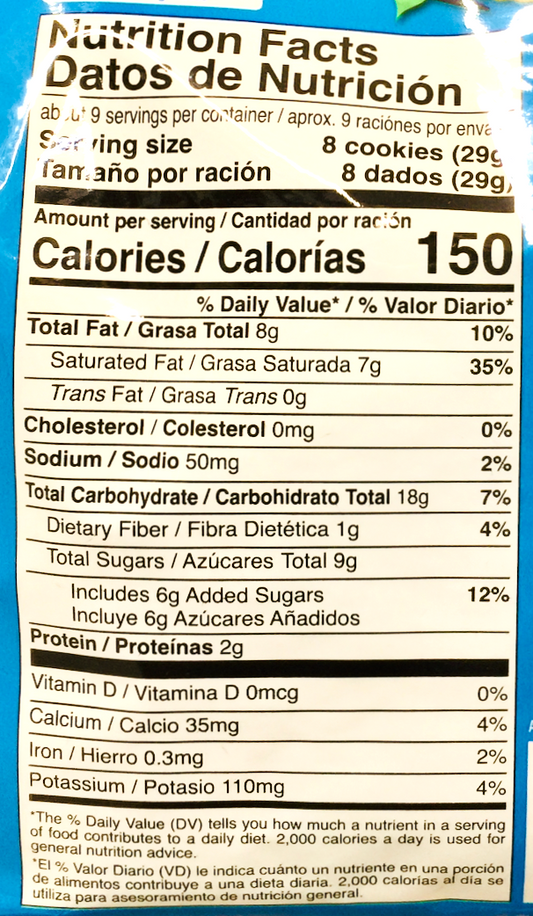 Nutrition Facts
Datos de Nutrición
about 9 servings per container / aprox. 9 raciónes por
Serving size 8 cookies (29g
Tamaño por ración 8 dados (29g)
Amount per serving / Cantidad por ración
Calories / Calorías 150
% Daily Value* / % Valor Diario*
Total Fat / Grasa Total 8g 10%
Saturated Fat / Grasa Saturada 7g 35%
Trans Fat / Grasa Trans 0g
Cholesterol / Colesterol 0mg 0%
Sodium / Sodio 50mg 2%
Total Carbohydrate / Carbohidrato Total 18g 7%
Dietary Fiber / Fibra Dietética 1g 4%
Total Sugars / Azúcares Total 9g
Includes 6g Added Sugars 12%
Incluye 6g Azúcares Añadidos
Protein / Proteínas 2g
Vitamin D / Vitamina D 0mcg 0%
Calcium / Calcio 35mg 4%
Iron / Hierro 0.3mg 2%
Potassium / Potasio 110mg 4%
*The % Daily Value (DV) tells you how much a nutrient in a serving
of food contributes to a daily diet. 2,000 calories a day is used for
general nutrition advice.
*El % Valor Diario (VD) le indica cuánto un nutriente en una porción
de alimentos contribuye a una dieta diaria. 2,000 calorías al día se
utiliza para asesoramiento de nutrición general.